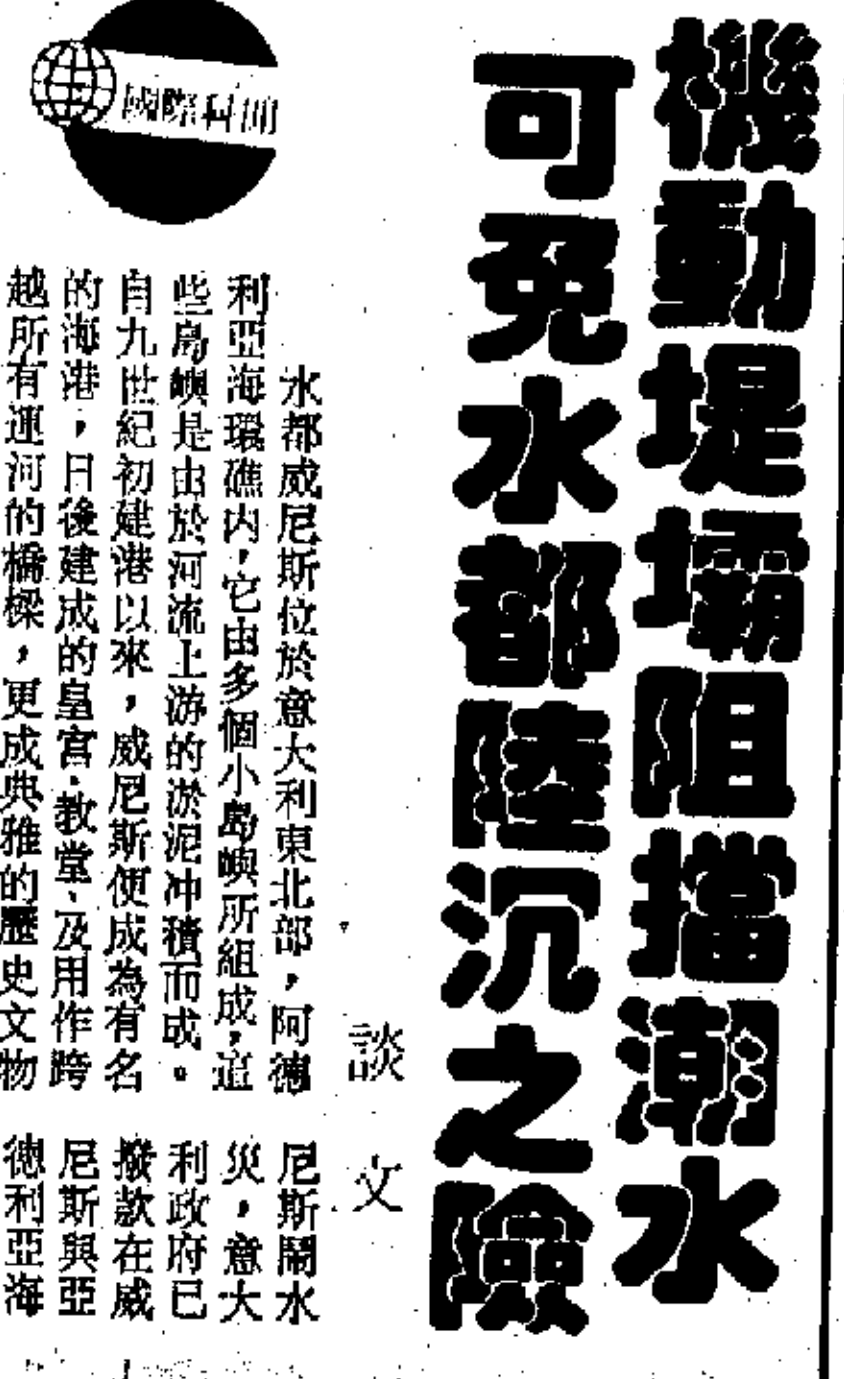 機動堤壩阻擋潮水
可免水都陸沉之險
國際科
談文
水都威尼斯位於意大利東北部，阿德
利亞海環礁內，它由多個小島嶼所組成，這
些島嶼是由於河流上游的淤泥冲積而成。
自九世紀初建港以來，威尼斯便成為有名
的海港，日後建成的皇宮、教堂、及用作跨
越所有運河的橋樑，更成典雅的歷史文物
尼斯鬧水
災，意大
利政府已
撥款在威
尼斯與亞
德利亞海